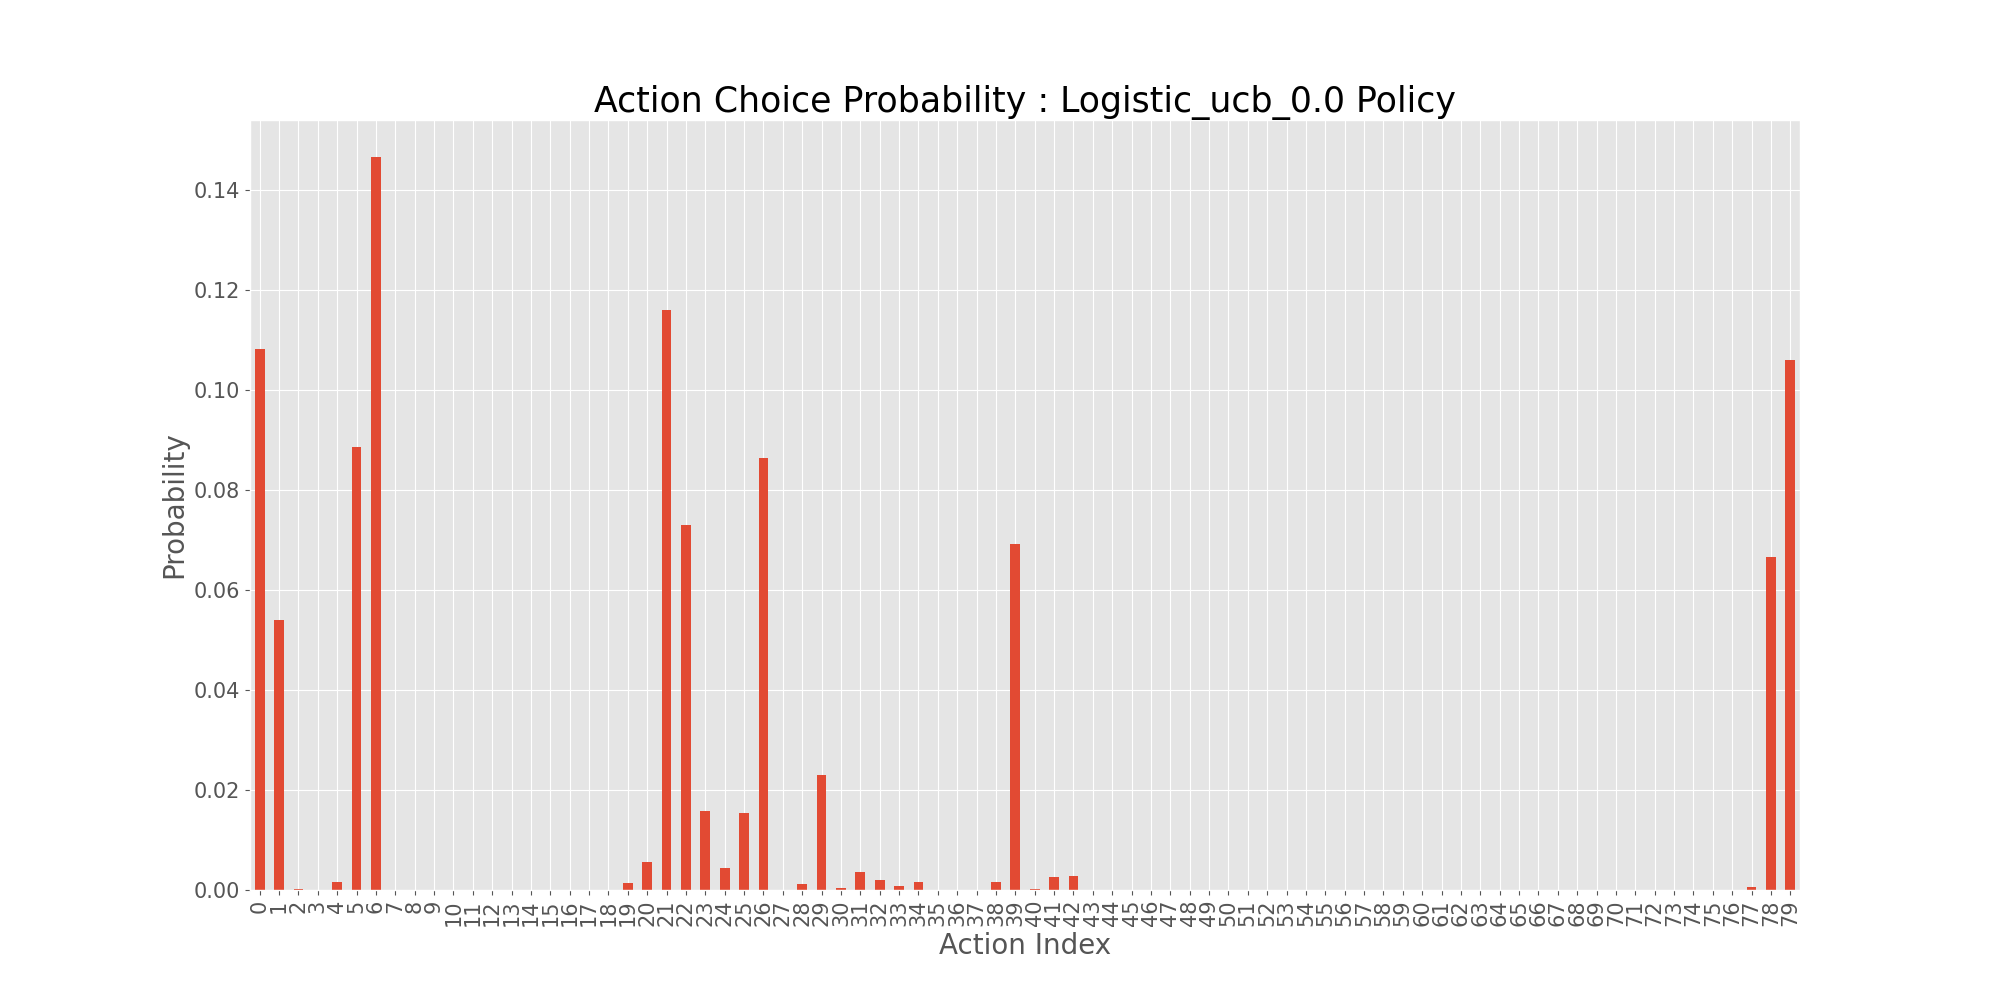 Action Choice Probability : Logistic_ucb_0.0 Policy
0.14
0.12
0.10
0.08
0.06
0.04
0.02
0.00
Probability
0 1 2 3 4 5 6 7 8 9 10 11 12 13 14 15 16 17 18 19 20 21 22 23 24 25 26 27 28 29 30 31 32 33 34 35 36 37 38 39 40 41 42 43 44 45 46 47 48 49 50 51 52 53 54 55 56 57 58 59 60 61 62 63 64 65 66 67 68 69 70 71 72 73 74 75 76 77 78 79
Action Index